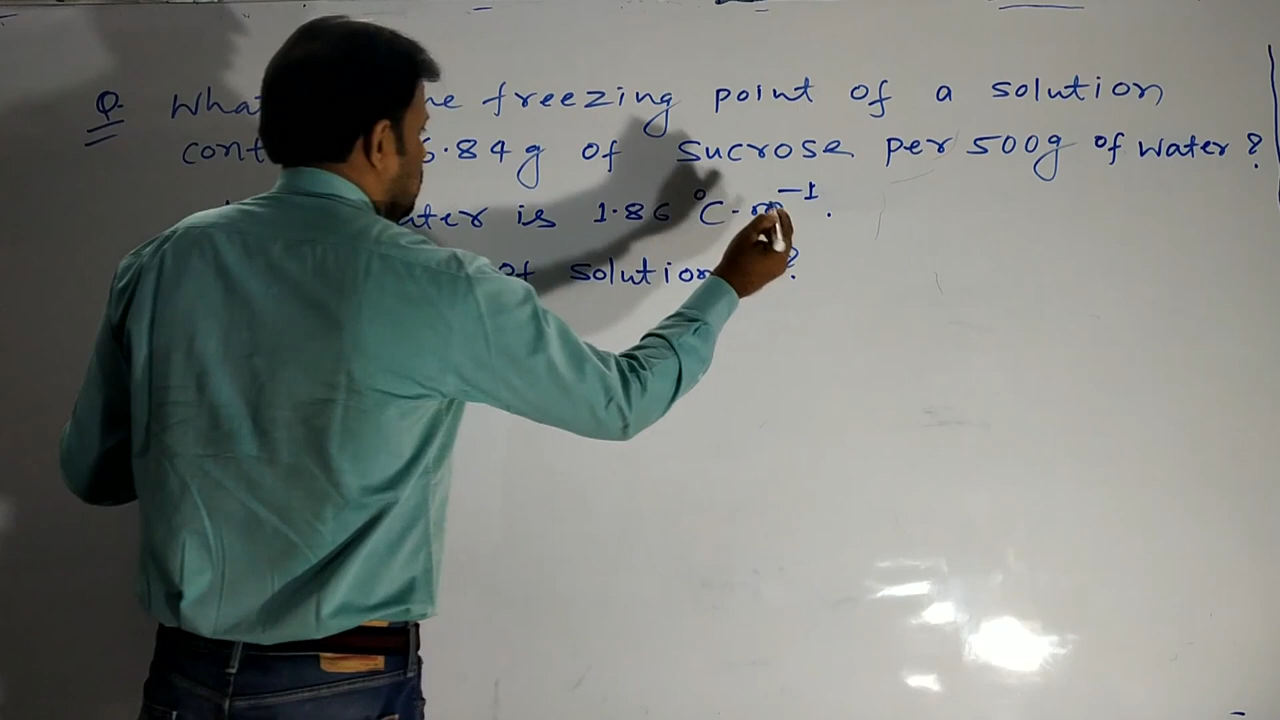 Q. What he freezing point of a solution
cont 6.84g of sucrose per 500g of water ?
ater is 1.86 °C.m⁻¹.
of solution ?